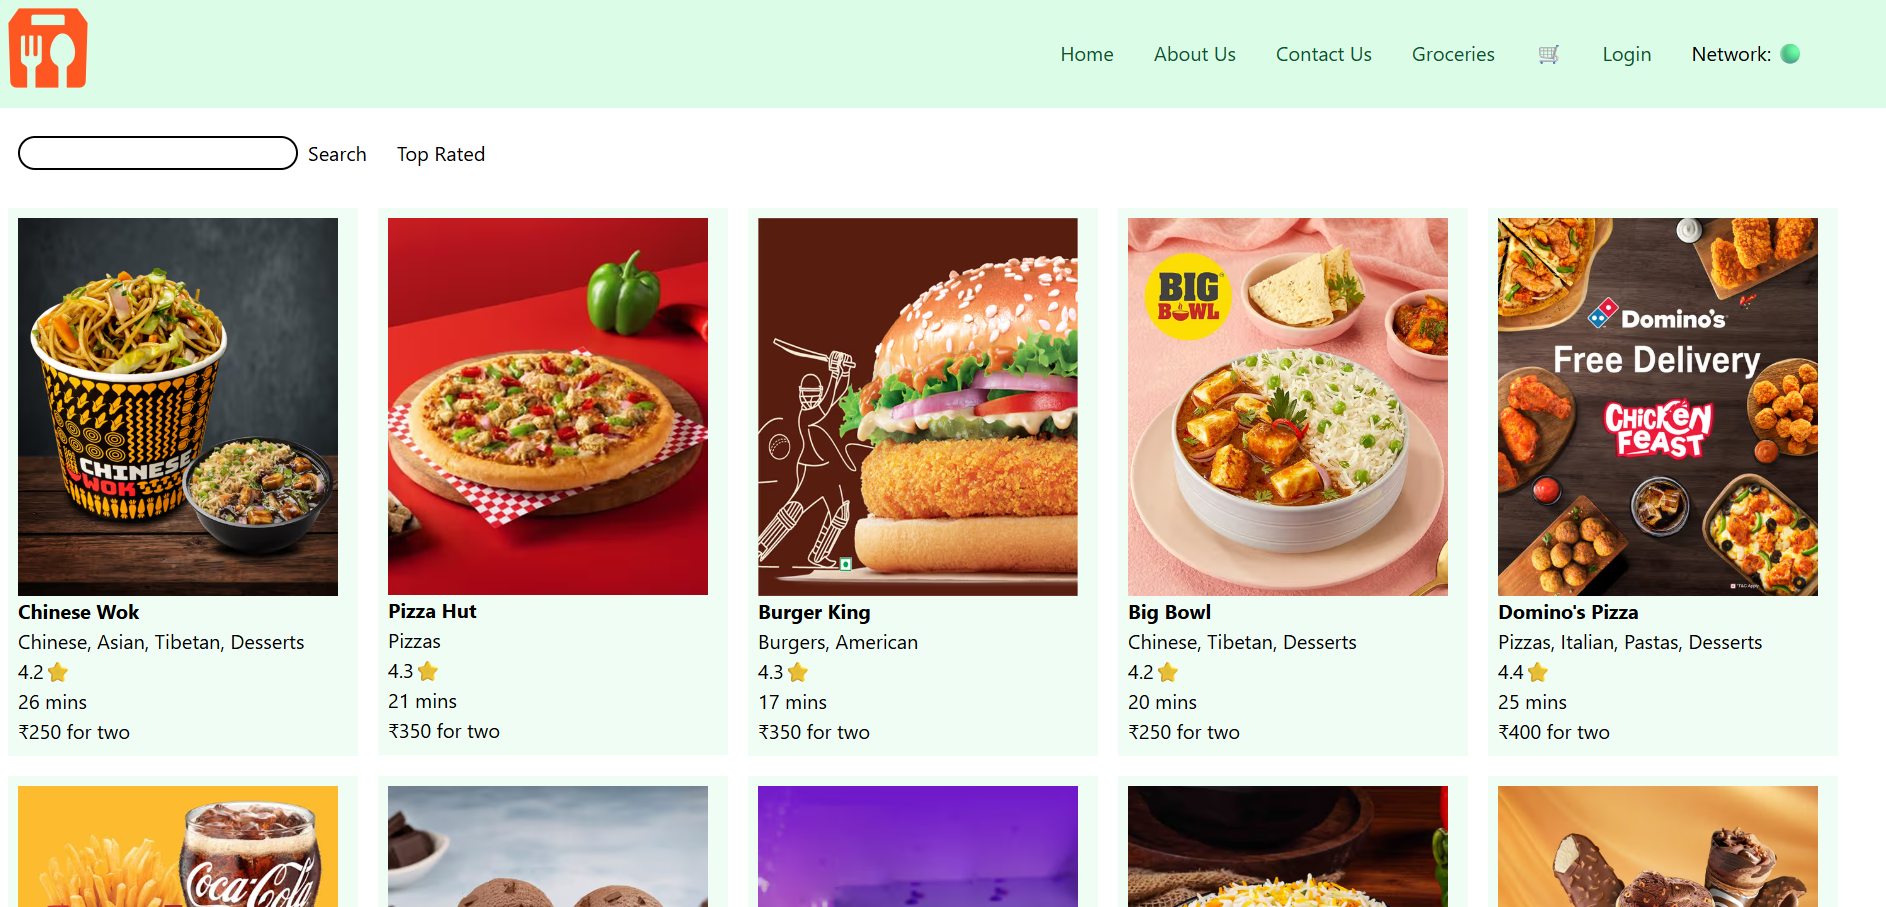 Home
About Us
Contact Us
Groceries
Login
Network:
Search
Top Rated
CHINESE
WOK
BIG
BOWL
Domino's
Free Delivery
CHICKEN
FEAST
*T&C Apply
Chinese Wok
Chinese, Asian, Tibetan, Desserts
4.2
26 mins
₹250 for two
Pizza Hut
Pizzas
4.3
21 mins
₹350 for two
Burger King
Burgers, American
4.3
17 mins
₹350 for two
Big Bowl
Chinese, Tibetan, Desserts
4.2
20 mins
₹250 for two
Domino's Pizza
Pizzas, Italian, Pastas, Desserts
4.4
25 mins
₹400 for two
Coca-Cola